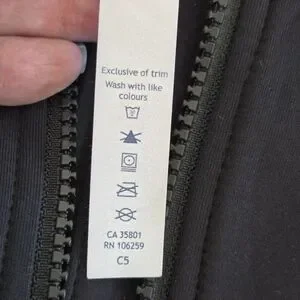 Exclusive of trim
Wash with like
colours
CA 35801
RN 106259
C5